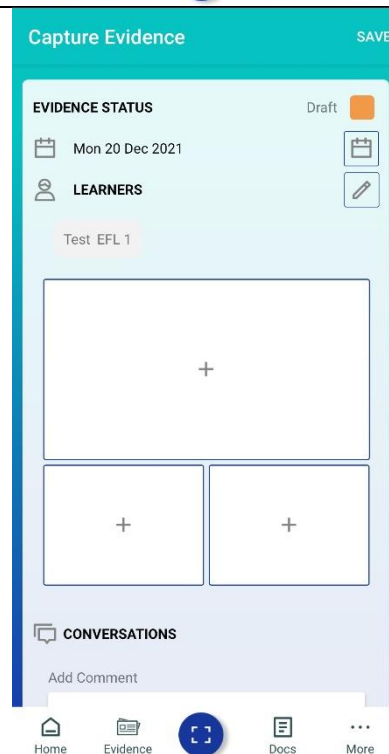 Capture Evidence SAVE
EVIDENCE STATUS Draft
Mon 20 Dec 2021
LEARNERS
Test EFL 1
CONVERSATIONS
Add Comment
Home Evidence Docs More